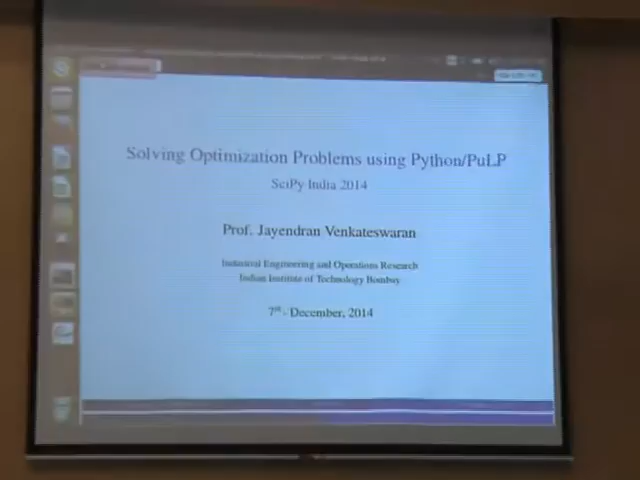 Solving Optimization Problems using Python/PuLP
SciPy India 2014
Prof. Jayendran Venkateswaran
Industrial Engineering and Operations Research
Indian Institute of Technology Bombay
7st - December, 2014